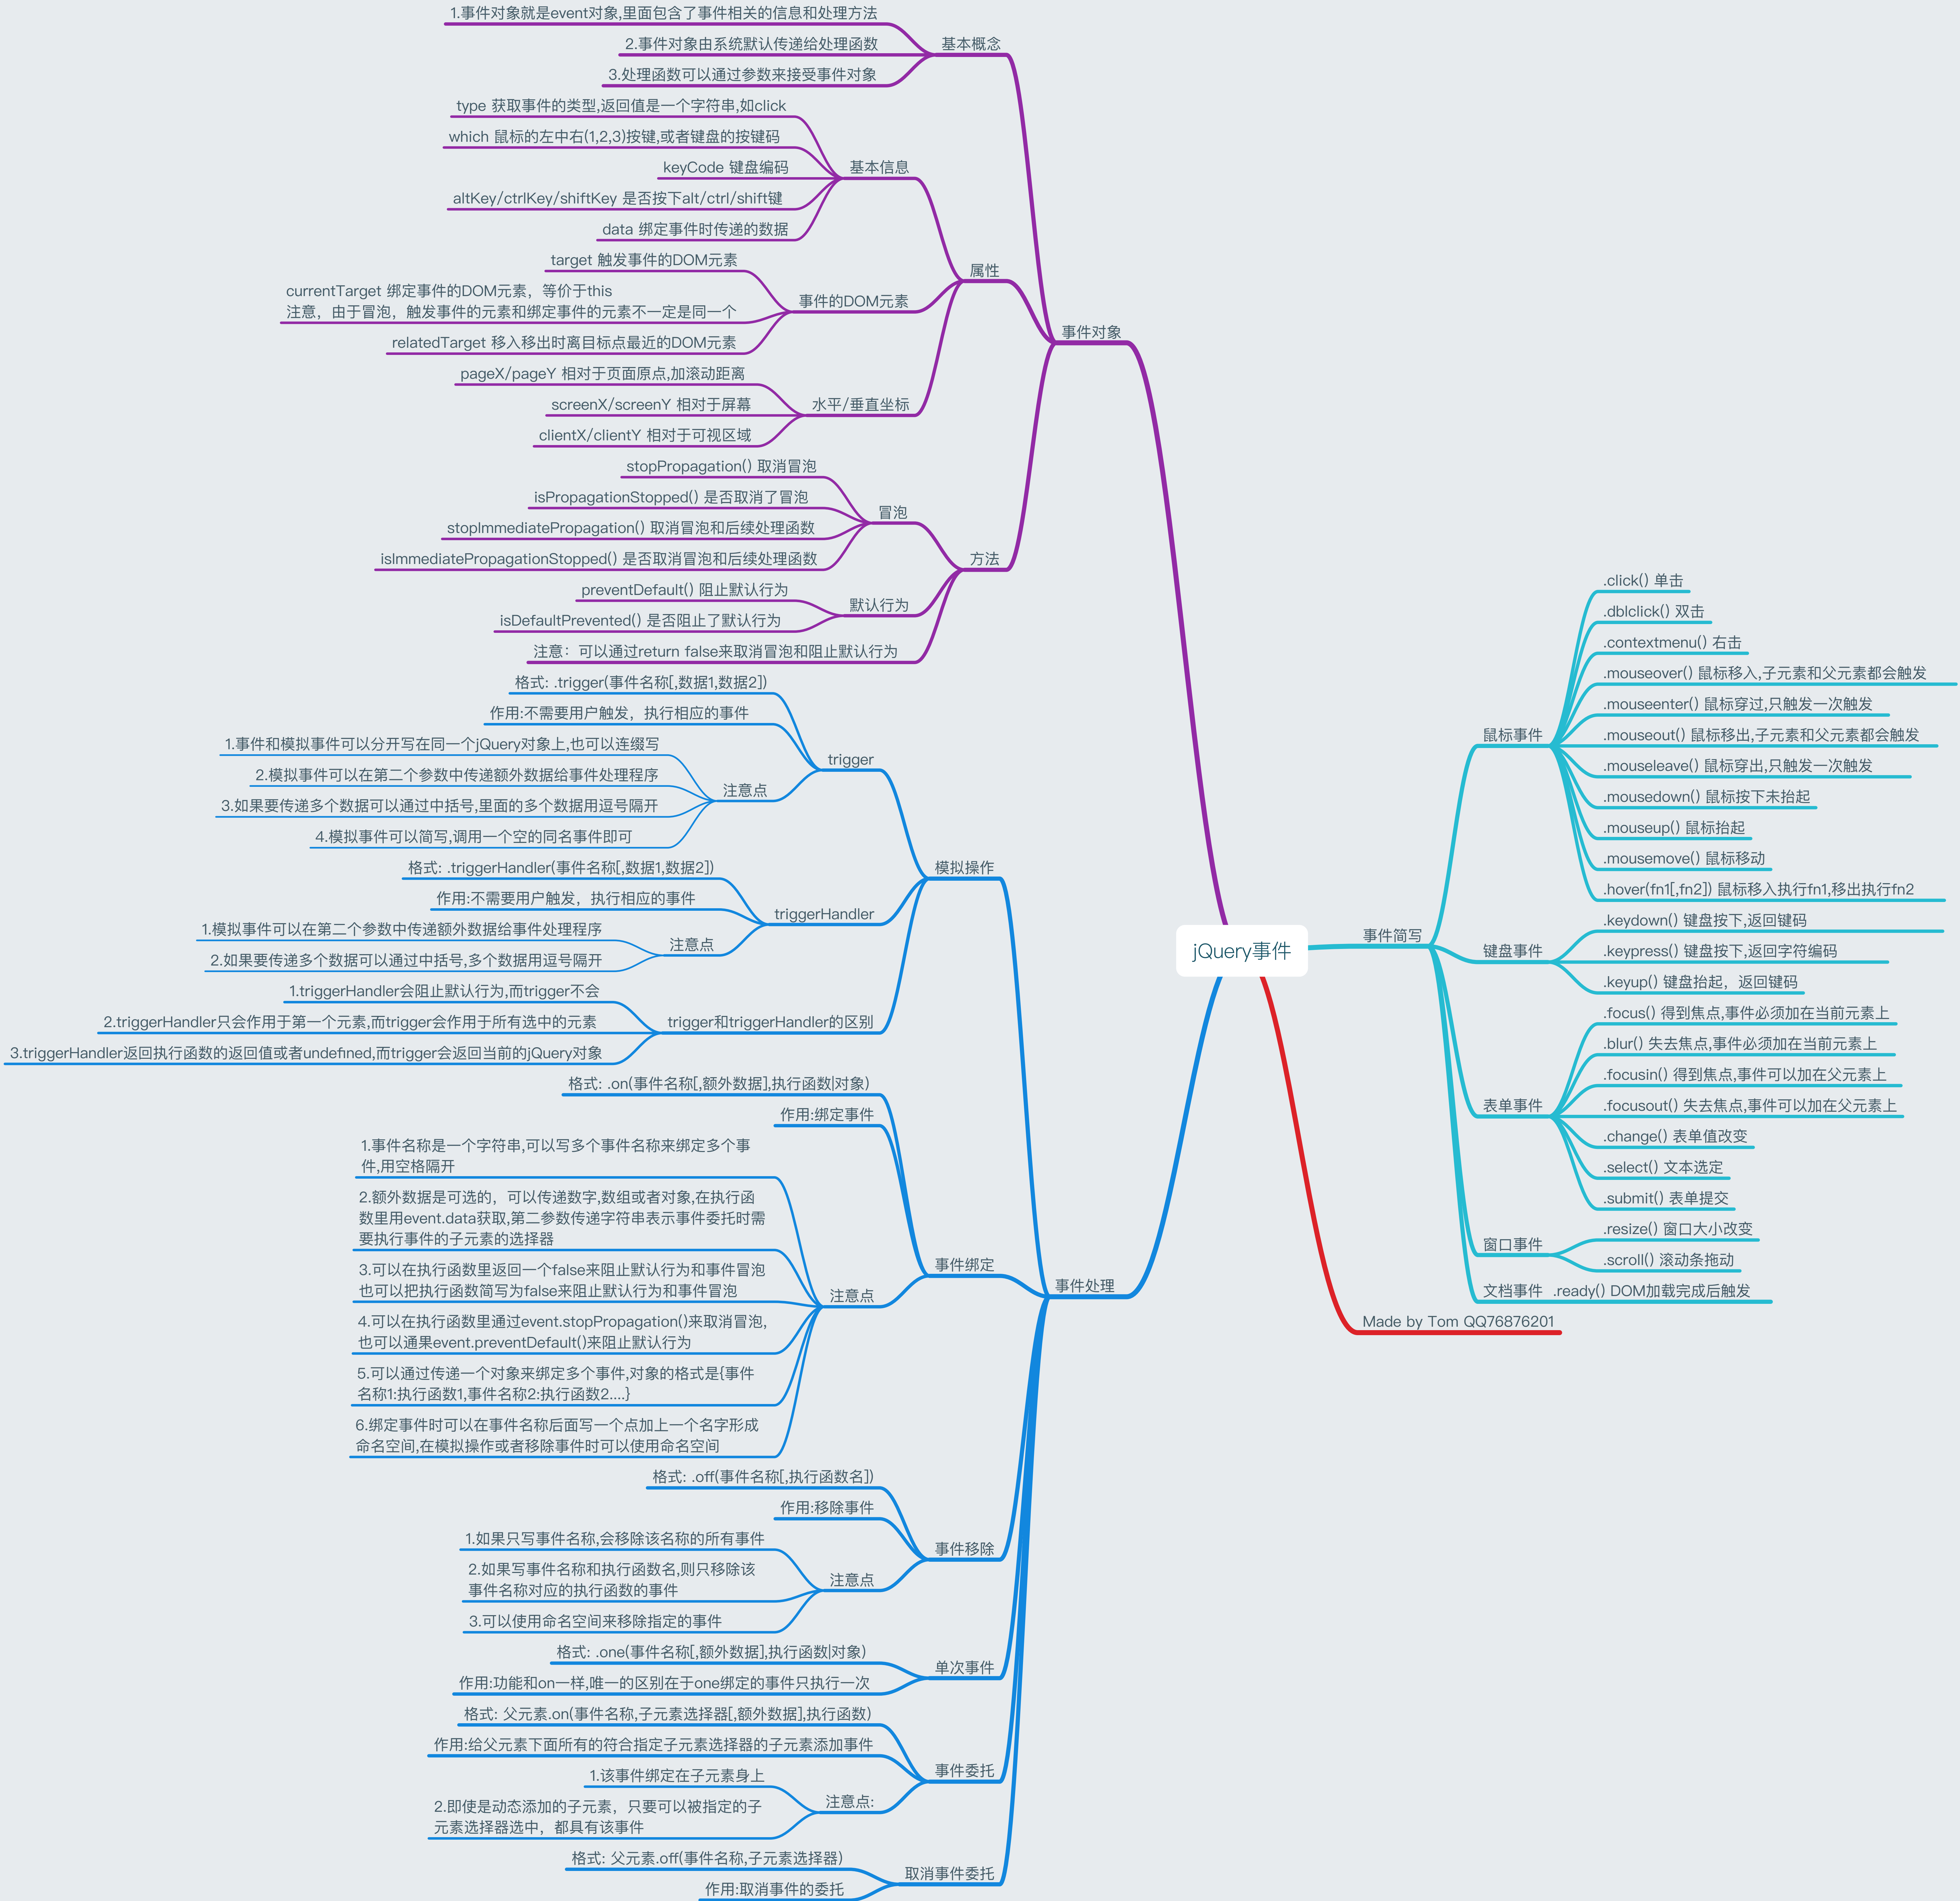 1.事件对象就是event对象,里面包含了事件相关的信息和处理方法
2.事件对象由系统默认传递给处理函数
3.处理函数可以通过参数来接受事件对象
基本概念
type 获取事件的类型,返回值是一个字符串,如click
which 鼠标的左中右(1,2,3)按键,或者键盘的按键码
keyCode 键盘编码
altKey/ctrlKey/shiftKey 是否按下alt/ctrl/shift键
data 绑定事件时传递的数据
基本信息
target 触发事件的DOM元素
currentTarget 绑定事件的DOM元素，等价于this
注意，由于冒泡，触发事件的元素和绑定事件的元素不一定是同一个
relatedTarget 移入移出时离目标点最近的DOM元素
事件的DOM元素
pageX/pageY 相对于页面原点,加滚动距离
screenX/screenY 相对于屏幕
clientX/clientY 相对于可视区域
水平/垂直坐标
属性
stopPropagation() 取消冒泡
isPropagationStopped() 是否取消了冒泡
stopImmediatePropagation() 取消冒泡和后续处理函数
isImmediatePropagationStopped() 是否取消冒泡和后续处理函数
冒泡
preventDefault() 阻止默认行为
isDefaultPrevented() 是否阻止了默认行为
默认行为
注意：可以通过return false来取消冒泡和阻止默认行为
方法
事件对象
格式: .trigger(事件名称[,数据1,数据2])
作用:不需要用户触发，执行相应的事件
1.事件和模拟事件可以分开写在同一个jQuery对象上,也可以连缀写
2.模拟事件可以在第二个参数中传递额外数据给事件处理程序
3.如果要传递多个数据可以通过中括号,里面的多个数据用逗号隔开
4.模拟事件可以简写,调用一个空的同名事件即可
注意点
trigger
格式: .triggerHandler(事件名称[,数据1,数据2])
作用:不需要用户触发，执行相应的事件
1.模拟事件可以在第二个参数中传递额外数据给事件处理程序
2.如果要传递多个数据可以通过中括号,多个数据用逗号隔开
注意点
triggerHandler
1.triggerHandler会阻止默认行为,而trigger不会
2.triggerHandler只会作用于第一个元素,而trigger会作用于所有选中的元素
3.triggerHandler返回执行函数的返回值或者undefined,而trigger会返回当前的jQuery对象
trigger和triggerHandler的区别
模拟操作
格式: .on(事件名称[,额外数据],执行函数|对象)
作用:绑定事件
1.事件名称是一个字符串,可以写多个事件名称来绑定多个事
件,用空格隔开
2.额外数据是可选的，可以传递数字,数组或者对象,在执行函
数里用event.data获取,第二参数传递字符串表示事件委托时需
要执行事件的子元素的选择器
3.可以在执行函数里返回一个false来阻止默认行为和事件冒泡
也可以把执行函数简写为false来阻止默认行为和事件冒泡
4.可以在执行函数里通过event.stopPropagation()来取消冒泡,
也可以通果event.preventDefault()来阻止默认行为
5.可以通过传递一个对象来绑定多个事件,对象的格式是{事件
名称1:执行函数1,事件名称2:执行函数2....}
6.绑定事件时可以在事件名称后面写一个点加上一个名字形成
命名空间,在模拟操作或者移除事件时可以使用命名空间
注意点
事件绑定
格式: .off(事件名称[,执行函数名])
作用:移除事件
1.如果只写事件名称,会移除该名称的所有事件
2.如果写事件名称和执行函数名,则只移除该
事件名称对应的执行函数的事件
3.可以使用命名空间来移除指定的事件
注意点
事件移除
格式: .one(事件名称[,额外数据],执行函数|对象)
作用:功能和on一样,唯一的区别在于one绑定的事件只执行一次
单次事件
格式: 父元素.on(事件名称,子元素选择器[,额外数据],执行函数)
作用:给父元素下面所有的符合指定子元素选择器的子元素添加事件
1.该事件绑定在子元素身上
2.即使是动态添加的子元素，只要可以被指定的子
元素选择器选中，都具有该事件
注意点:
事件委托
格式: 父元素.off(事件名称,子元素选择器)
作用:取消事件的委托
取消事件委托
事件处理
jQuery事件
事件简写
鼠标事件
.click() 单击
.dblclick() 双击
.contextmenu() 右击
.mouseover() 鼠标移入,子元素和父元素都会触发
.mouseenter() 鼠标穿过,只触发一次触发
.mouseout() 鼠标移出,子元素和父元素都会触发
.mouseleave() 鼠标穿出,只触发一次触发
.mousedown() 鼠标按下未抬起
.mouseup() 鼠标抬起
.mousemove() 鼠标移动
.hover(fn1[,fn2]) 鼠标移入执行fn1,移出执行fn2
键盘事件
.keydown() 键盘按下,返回键码
.keypress() 键盘按下,返回字符编码
.keyup() 键盘抬起，返回键码
表单事件
.focus() 得到焦点,事件必须加在当前元素上
.blur() 失去焦点,事件必须加在当前元素上
.focusin() 得到焦点,事件可以加在父元素上
.focusout() 失去焦点,事件可以加在父元素上
.change() 表单值改变
.select() 文本选定
.submit() 表单提交
窗口事件
.resize() 窗口大小改变
.scroll() 滚动条拖动
文档事件 .ready() DOM加载完成后触发
Made by Tom QQ76876201